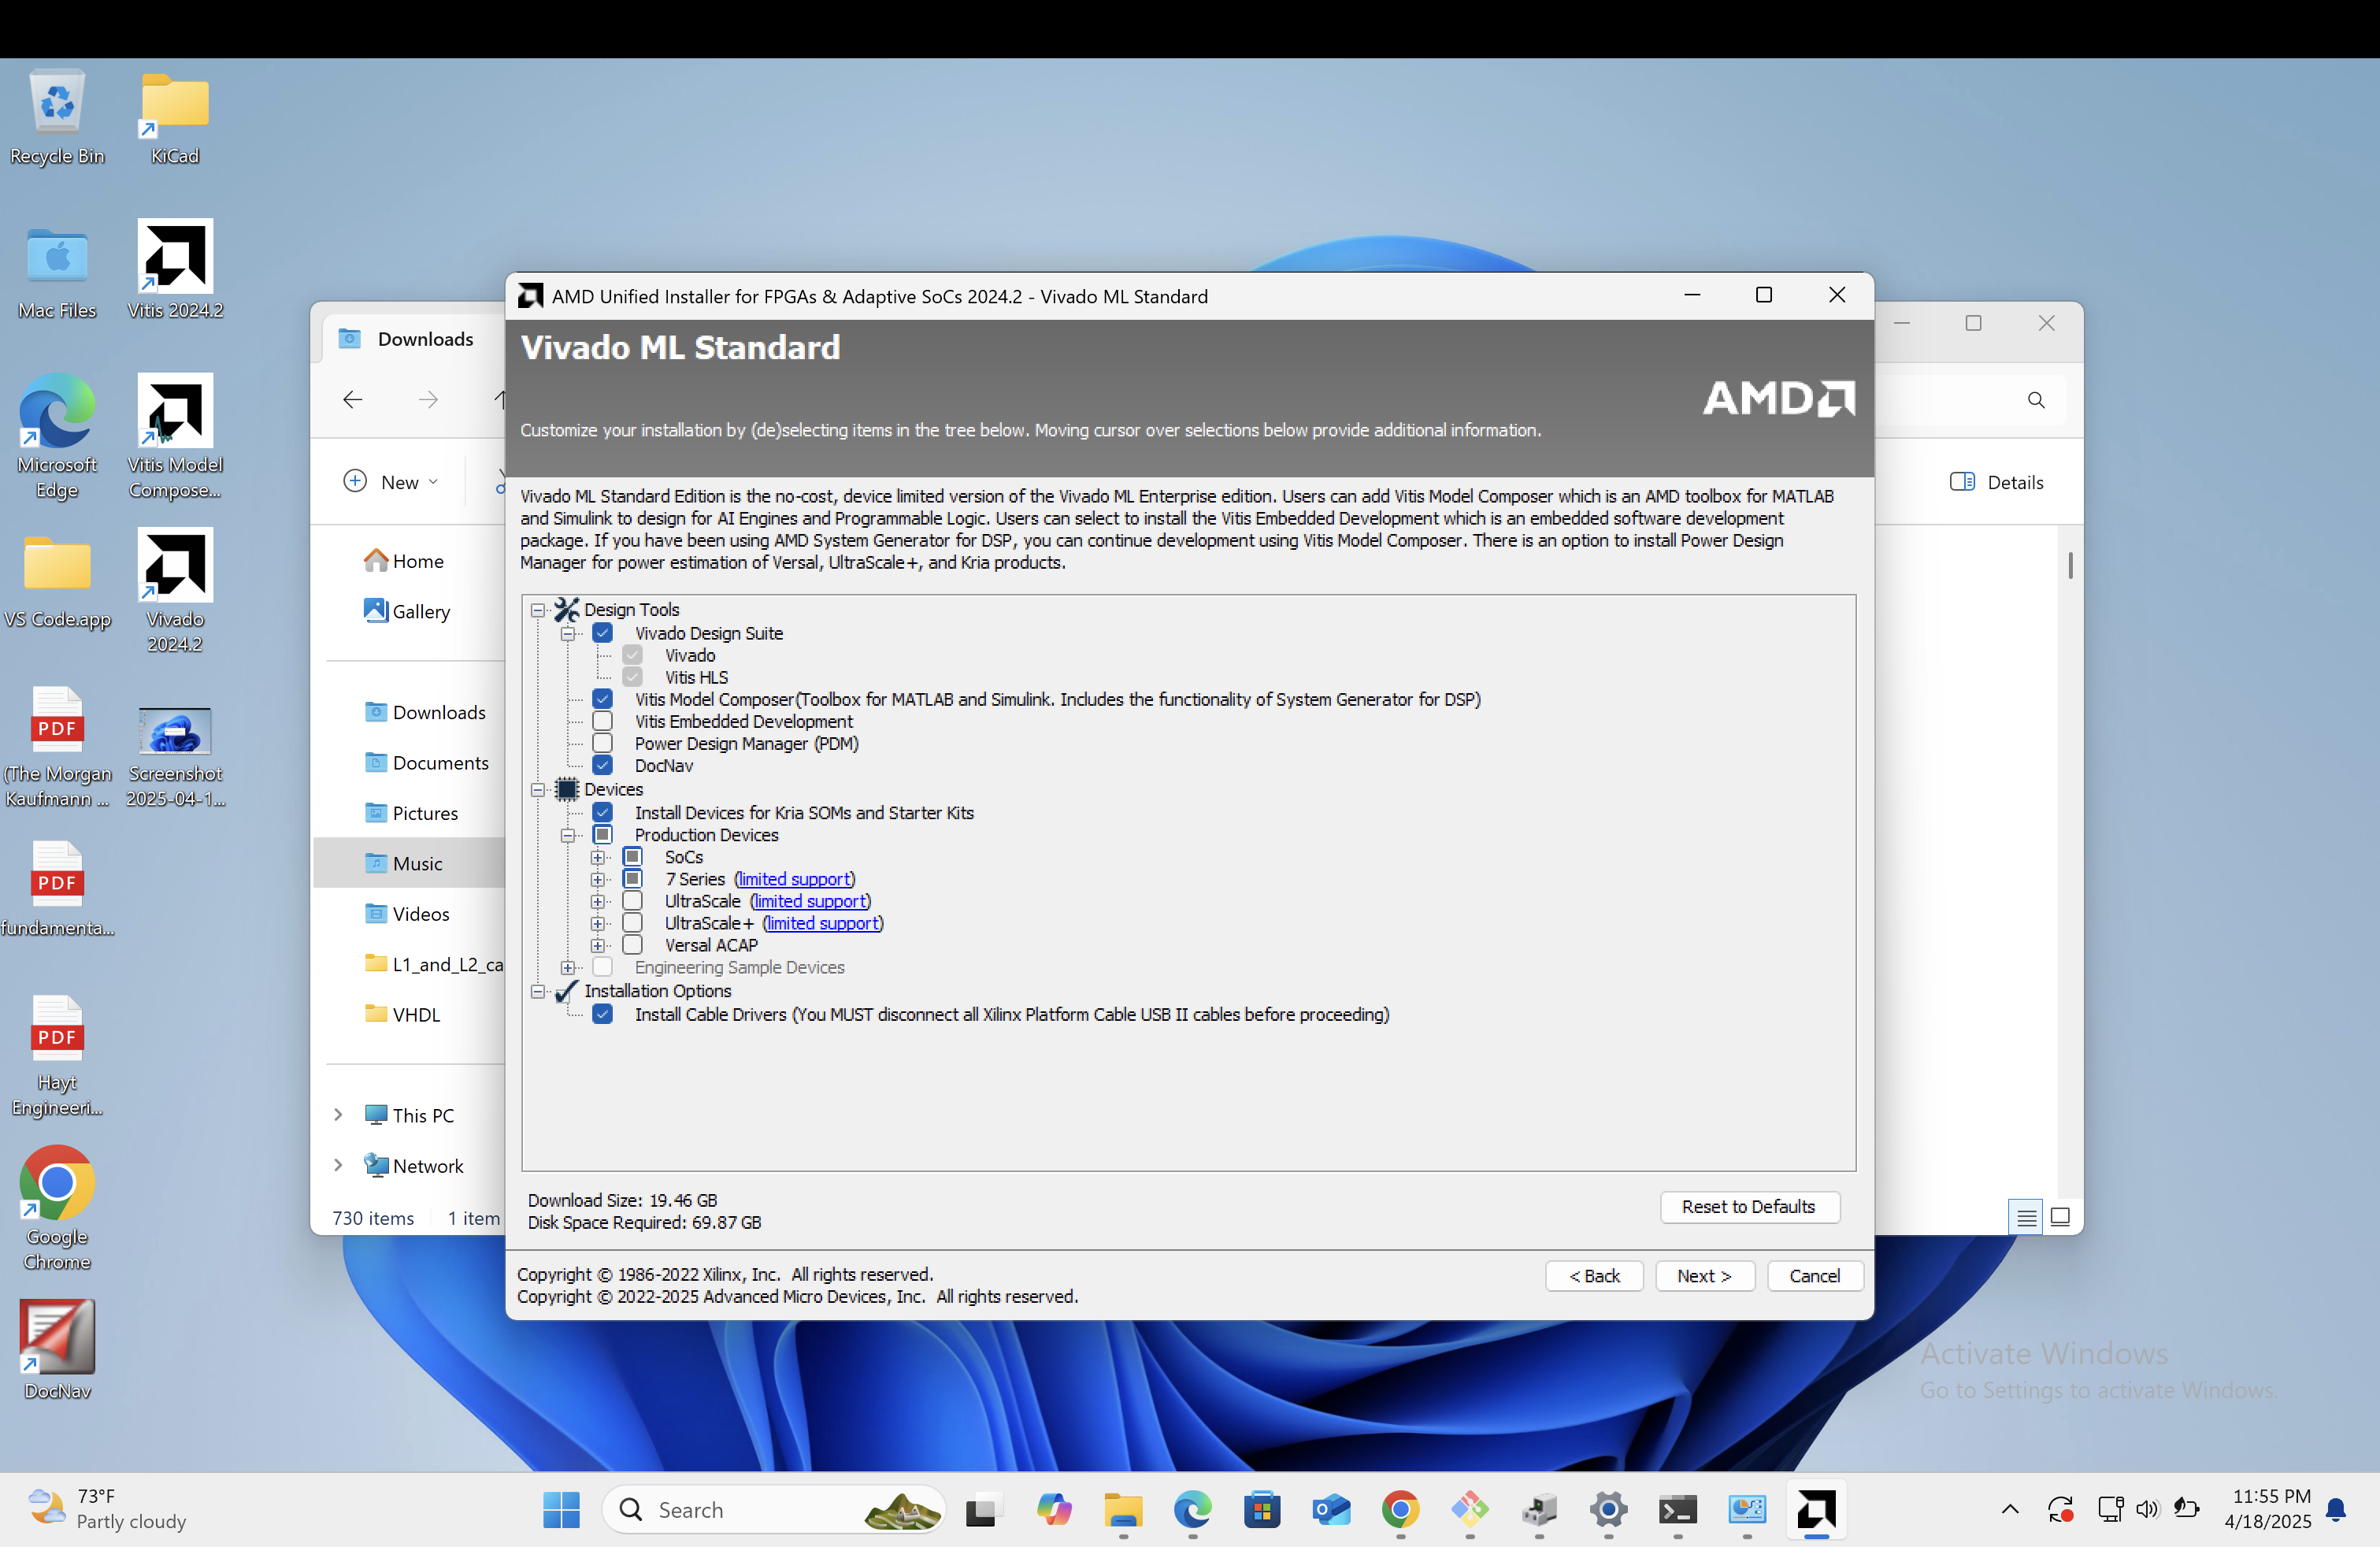 Recycle Bin
KiCad
Mac Files
Vitis 2024.2
Microsoft
Edge
Vitis Model
Compose...
VS Code.app
Vivado
2024.2
PDF
(The Morgan
Kaufmann ...
Screenshot
2025-04-1...
PDF
fundamenta...
PDF
Hayt
Engineeri...
Google
Chrome
DocNav
Downloads
New
Details
Home
Gallery
Downloads
Documents
Pictures
Music
Videos
L1_and_L2_ca
VHDL
This PC
Network
730 items
1 item
AMD Unified Installer for FPGAs & Adaptive SoCs 2024.2 - Vivado ML Standard
Vivado ML Standard
AMD
Customize your installation by (de)selecting items in the tree below. Moving cursor over selections below provide additional information.
Vivado ML Standard Edition is the no-cost, device limited version of the Vivado ML Enterprise edition. Users can add Vitis Model Composer which is an AMD toolbox for MATLAB
and Simulink to design for AI Engines and Programmable Logic. Users can select to install the Vitis Embedded Development which is an embedded software development
package. If you have been using AMD System Generator for DSP, you can continue development using Vitis Model Composer. There is an option to install Power Design
Manager for power estimation of Versal, UltraScale+, and Kria products.
Design Tools
Vivado Design Suite
Vivado
Vitis HLS
Vitis Model Composer(Toolbox for MATLAB and Simulink. Includes the functionality of System Generator for DSP)
Vitis Embedded Development
Power Design Manager (PDM)
DocNav
Devices
Install Devices for Kria SOMs and Starter Kits
Production Devices
SoCs
7 Series (limited support)
UltraScale (limited support)
UltraScale+ (limited support)
Versal ACAP
Engineering Sample Devices
Installation Options
Install Cable Drivers (You MUST disconnect all Xilinx Platform Cable USB II cables before proceeding)
Download Size: 19.46 GB
Disk Space Required: 69.87 GB
Reset to Defaults
Copyright © 1986-2022 Xilinx, Inc. All rights reserved.
Copyright © 2022-2025 Advanced Micro Devices, Inc. All rights reserved.
< Back
Next >
Cancel
Activate Windows
Go to Settings to activate Windows.
73°F
Partly cloudy
Search
11:55 PM
4/18/2025